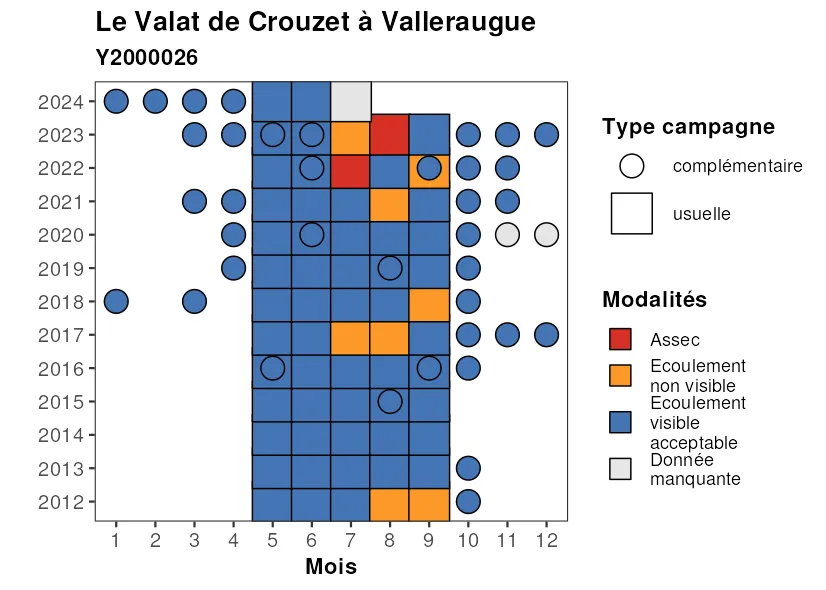 Le Valat de Crouzet à Valleraugue
Y2000026
2024
2023
2022
2021
2020
2019
2018
2017
2016
2015
2014
2013
2012
1 2 3 4 5 6 7 8 9 10 11 12
Mois
Type campagne
complémentaire
usuelle
Modalités
Assec
Ecoulement
non visible
Ecoulement
visible
acceptable
Donnée
manquante